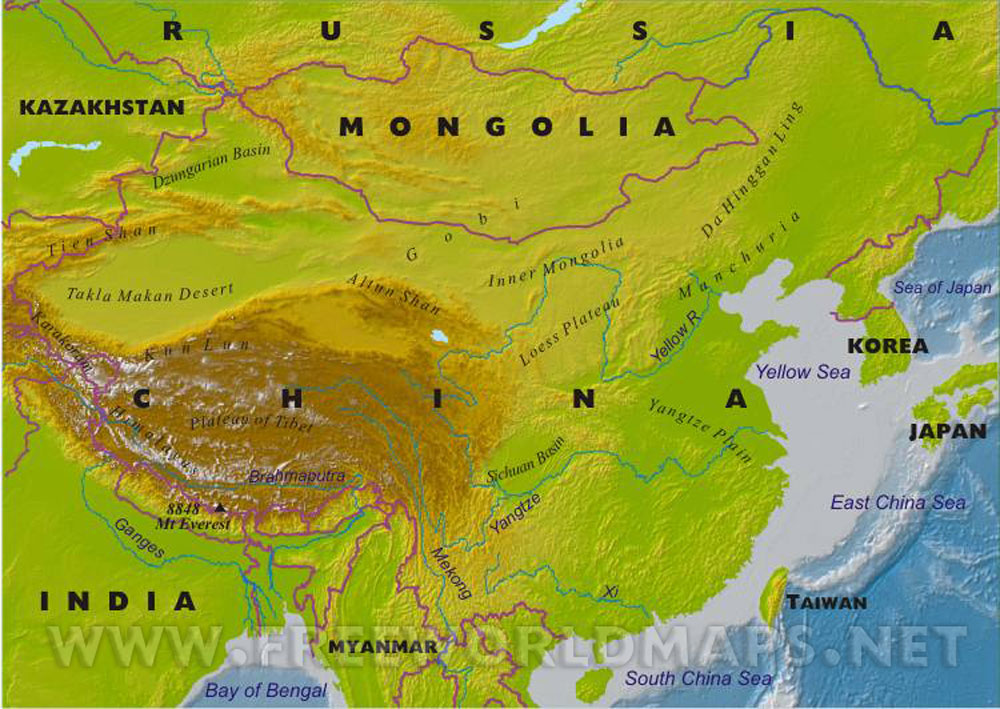 RUSSIA
KAZAKHSTAN
MONGOLIA
Dzungarian Basin
Da Hinggan Ling
Tien Shan
Gobi
Inner Mongolia
Manchuria
Sea of Japan
Takla Makan Desert
Altun Shan
Loess Plateau
Yellow R
Karakoram
Kun Lun
KOREA
Yellow Sea
CHINA
Himalayas
Plateau of Tibet
Yangtze Plain
JAPAN
Sichuan Basin
Brahmaputra
8848
Mt Everest
Yangtze
East China Sea
Ganges
Mekong
Xi
INDIA
TAIWAN
WWW.FREEWORLDMAPS.NET
MYANMAR
Bay of Bengal
South China Sea